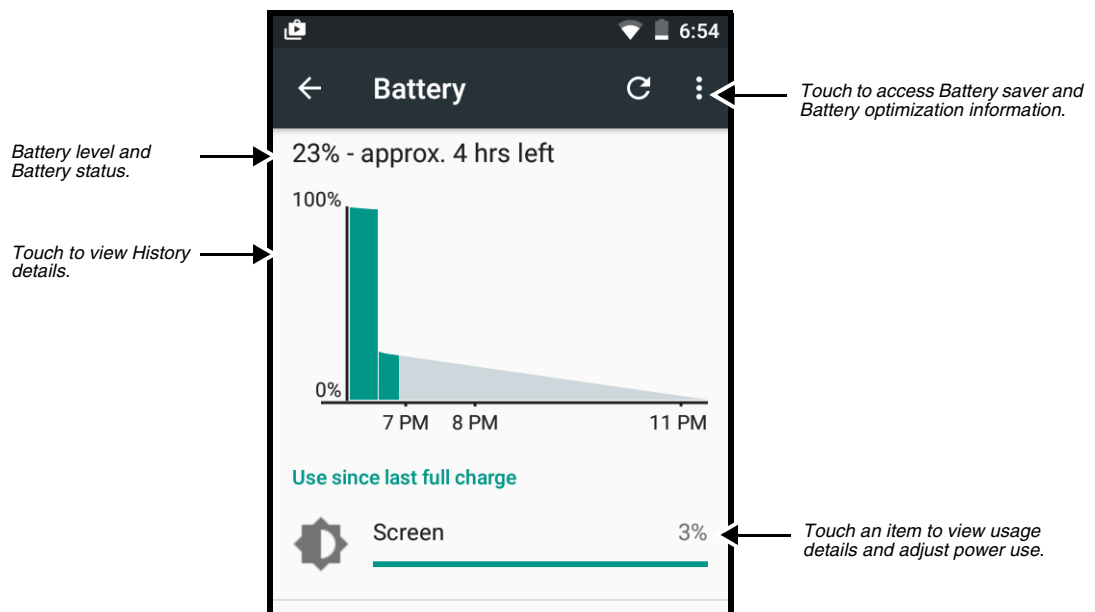 6:54
Battery
Touch to access Battery saver and
Battery optimization information.
Battery level and
Battery status.
23% - approx. 4 hrs left
100%
Touch to view History
details.
0%
7 PM 8 PM 11 PM
Use since last full charge
Screen 3%
Touch an item to view usage
details and adjust power use.